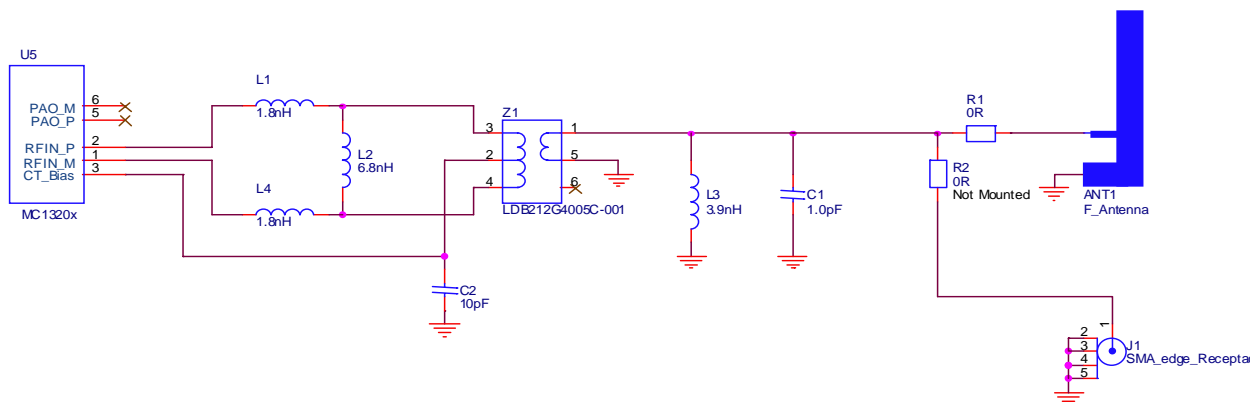 U5
PAO_M
6
PAO_P
5
RFIN_P
2
RFIN_M
1
CT_Bias
3
MC1320x
L1
1.8nH
L2
6.8nH
L4
1.8nH
C2
10pF
Z1
3
2
4
1
5
6
LDB212G4005C-001
L3
3.9nH
C1
1.0pF
R1
0R
R2
0R
Not Mounted
ANT1
F_Antenna
1
2
3
4
5
J1
SMA_edge_Recepta